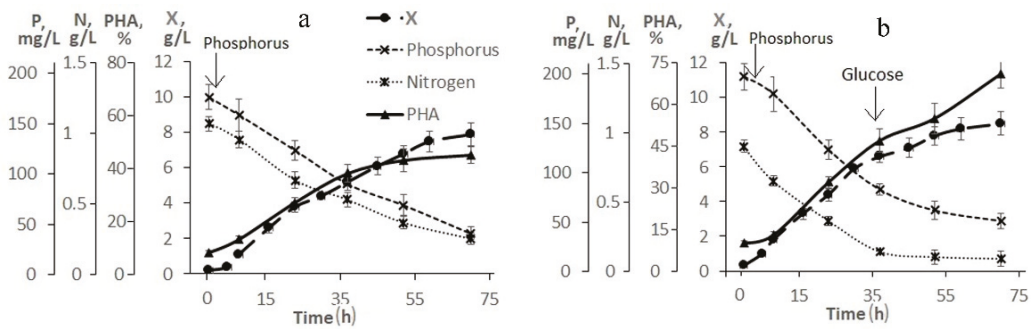 a
P, mg/L
N, g/L
PHA, %
X, g/L
Phosphorus
X
Phosphorus
Nitrogen
PHA
200
150
100
50
0
1.5
1
0.5
0
80
60
40
20
0
12
10
8
6
4
2
0
0 15 35 55 75
Time (h)
b
P, mg/L
N, g/L
PHA, %
X, g/L
Phosphorus
Glucose
200
150
100
50
0
1.5
1
0.5
0
75
60
45
30
15
0
12
10
8
6
4
2
0
0 15 35 55 75
Time (h)